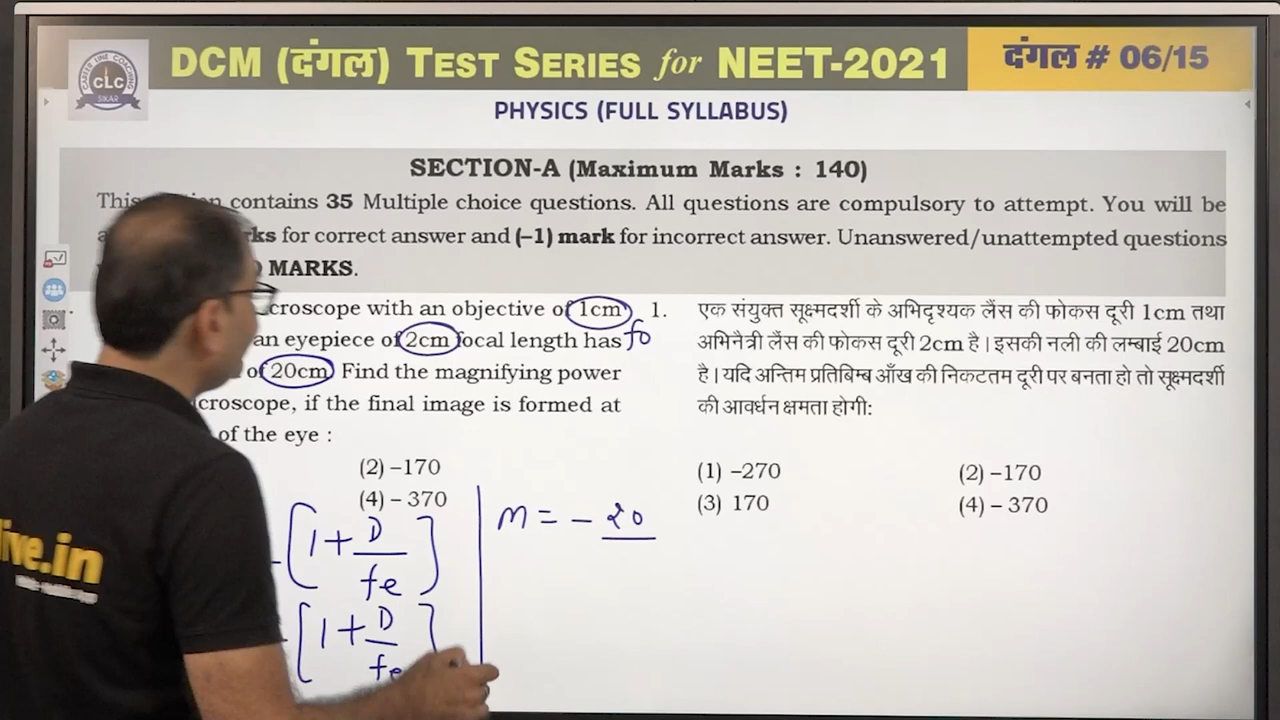 DCM (दंगल) TEST SERIES for NEET-2021
दंगल # 06/15
CLC
SIKAR
PHYSICS (FULL SYLLABUS)
SECTION-A (Maximum Marks : 140)
This contains 35 Multiple choice questions. All questions are compulsory to attempt. You will be
for correct answer and (–1) mark for incorrect answer. Unanswered/unattempted questions
MARKS.
with an objective of 1cm
an eyepiece of 2cm focal length has fo
of 20cm. Find the magnifying power
if the final image is formed at
of the eye :
(2) –170
(4) – 370
1. एक संयुक्त सूक्ष्मदर्शी के अभिदृश्यक लैंस की फोकस दूरी 1cm तथा
अभिनेत्री लैंस की फोकस दूरी 2cm है। इसकी नली की लम्बाई 20cm
है। यदि अन्तिम प्रतिबिम्ब आँख की निकटतम दूरी पर बनता हो तो सूक्ष्मदर्शी
की आवर्धन क्षमता होगी:
(1) –270 (2) –170
(3) 170 (4) – 370
[1+D/fe]
[1+D/fe]
m = – 20
ive.in